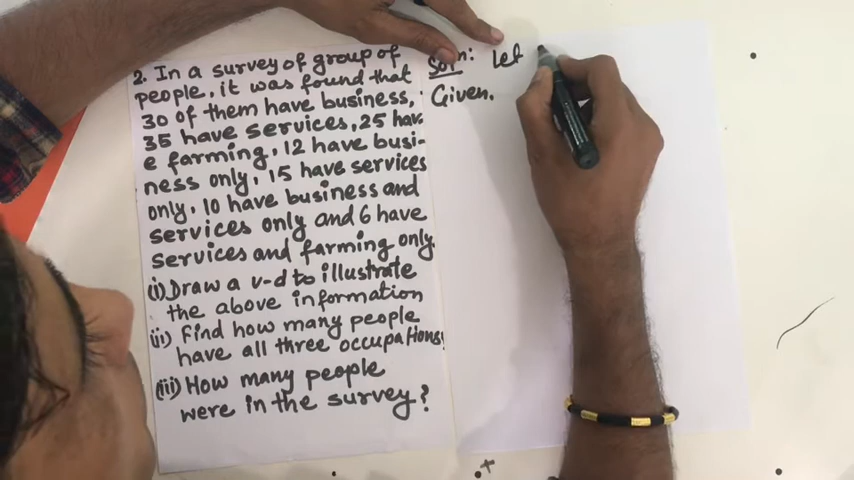 2. In a survey of group of
people, it was found that
30 of them have business,
35 have services, 25 hav
e farming, 12 have busi-
ness only, 15 have services
only, 10 have business and
services only and 6 have
services and farming only.
(i) Draw a v-d to illustrate
the above information
(ii) Find how many people
have all three occupations.
(iii) How many people
were in the survey?
Soln: Let
Given.